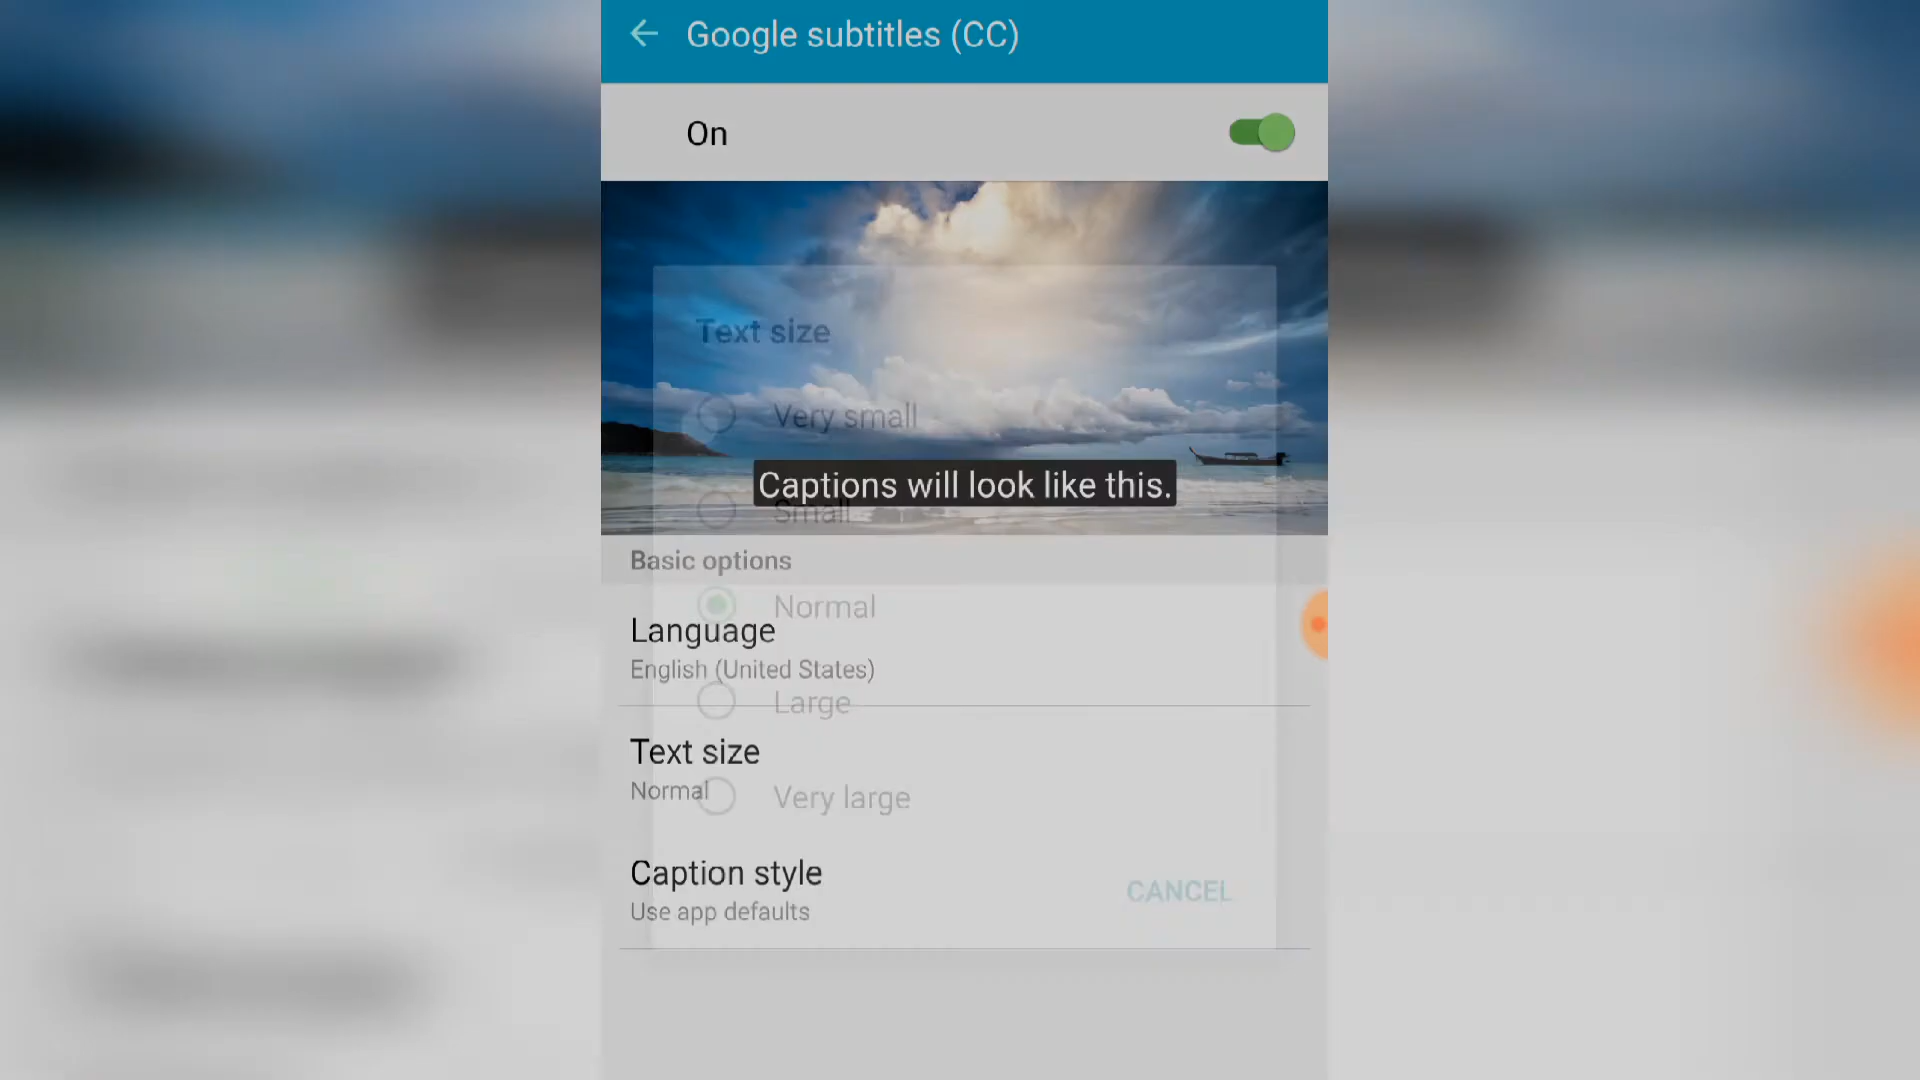 Google subtitles (CC)
On
Text size
Very small
Captions will look like this.
Small
Basic options
Normal
Language
English (United States)
Large
Text size
Normal
Very large
Caption style
CANCEL
Use app defaults